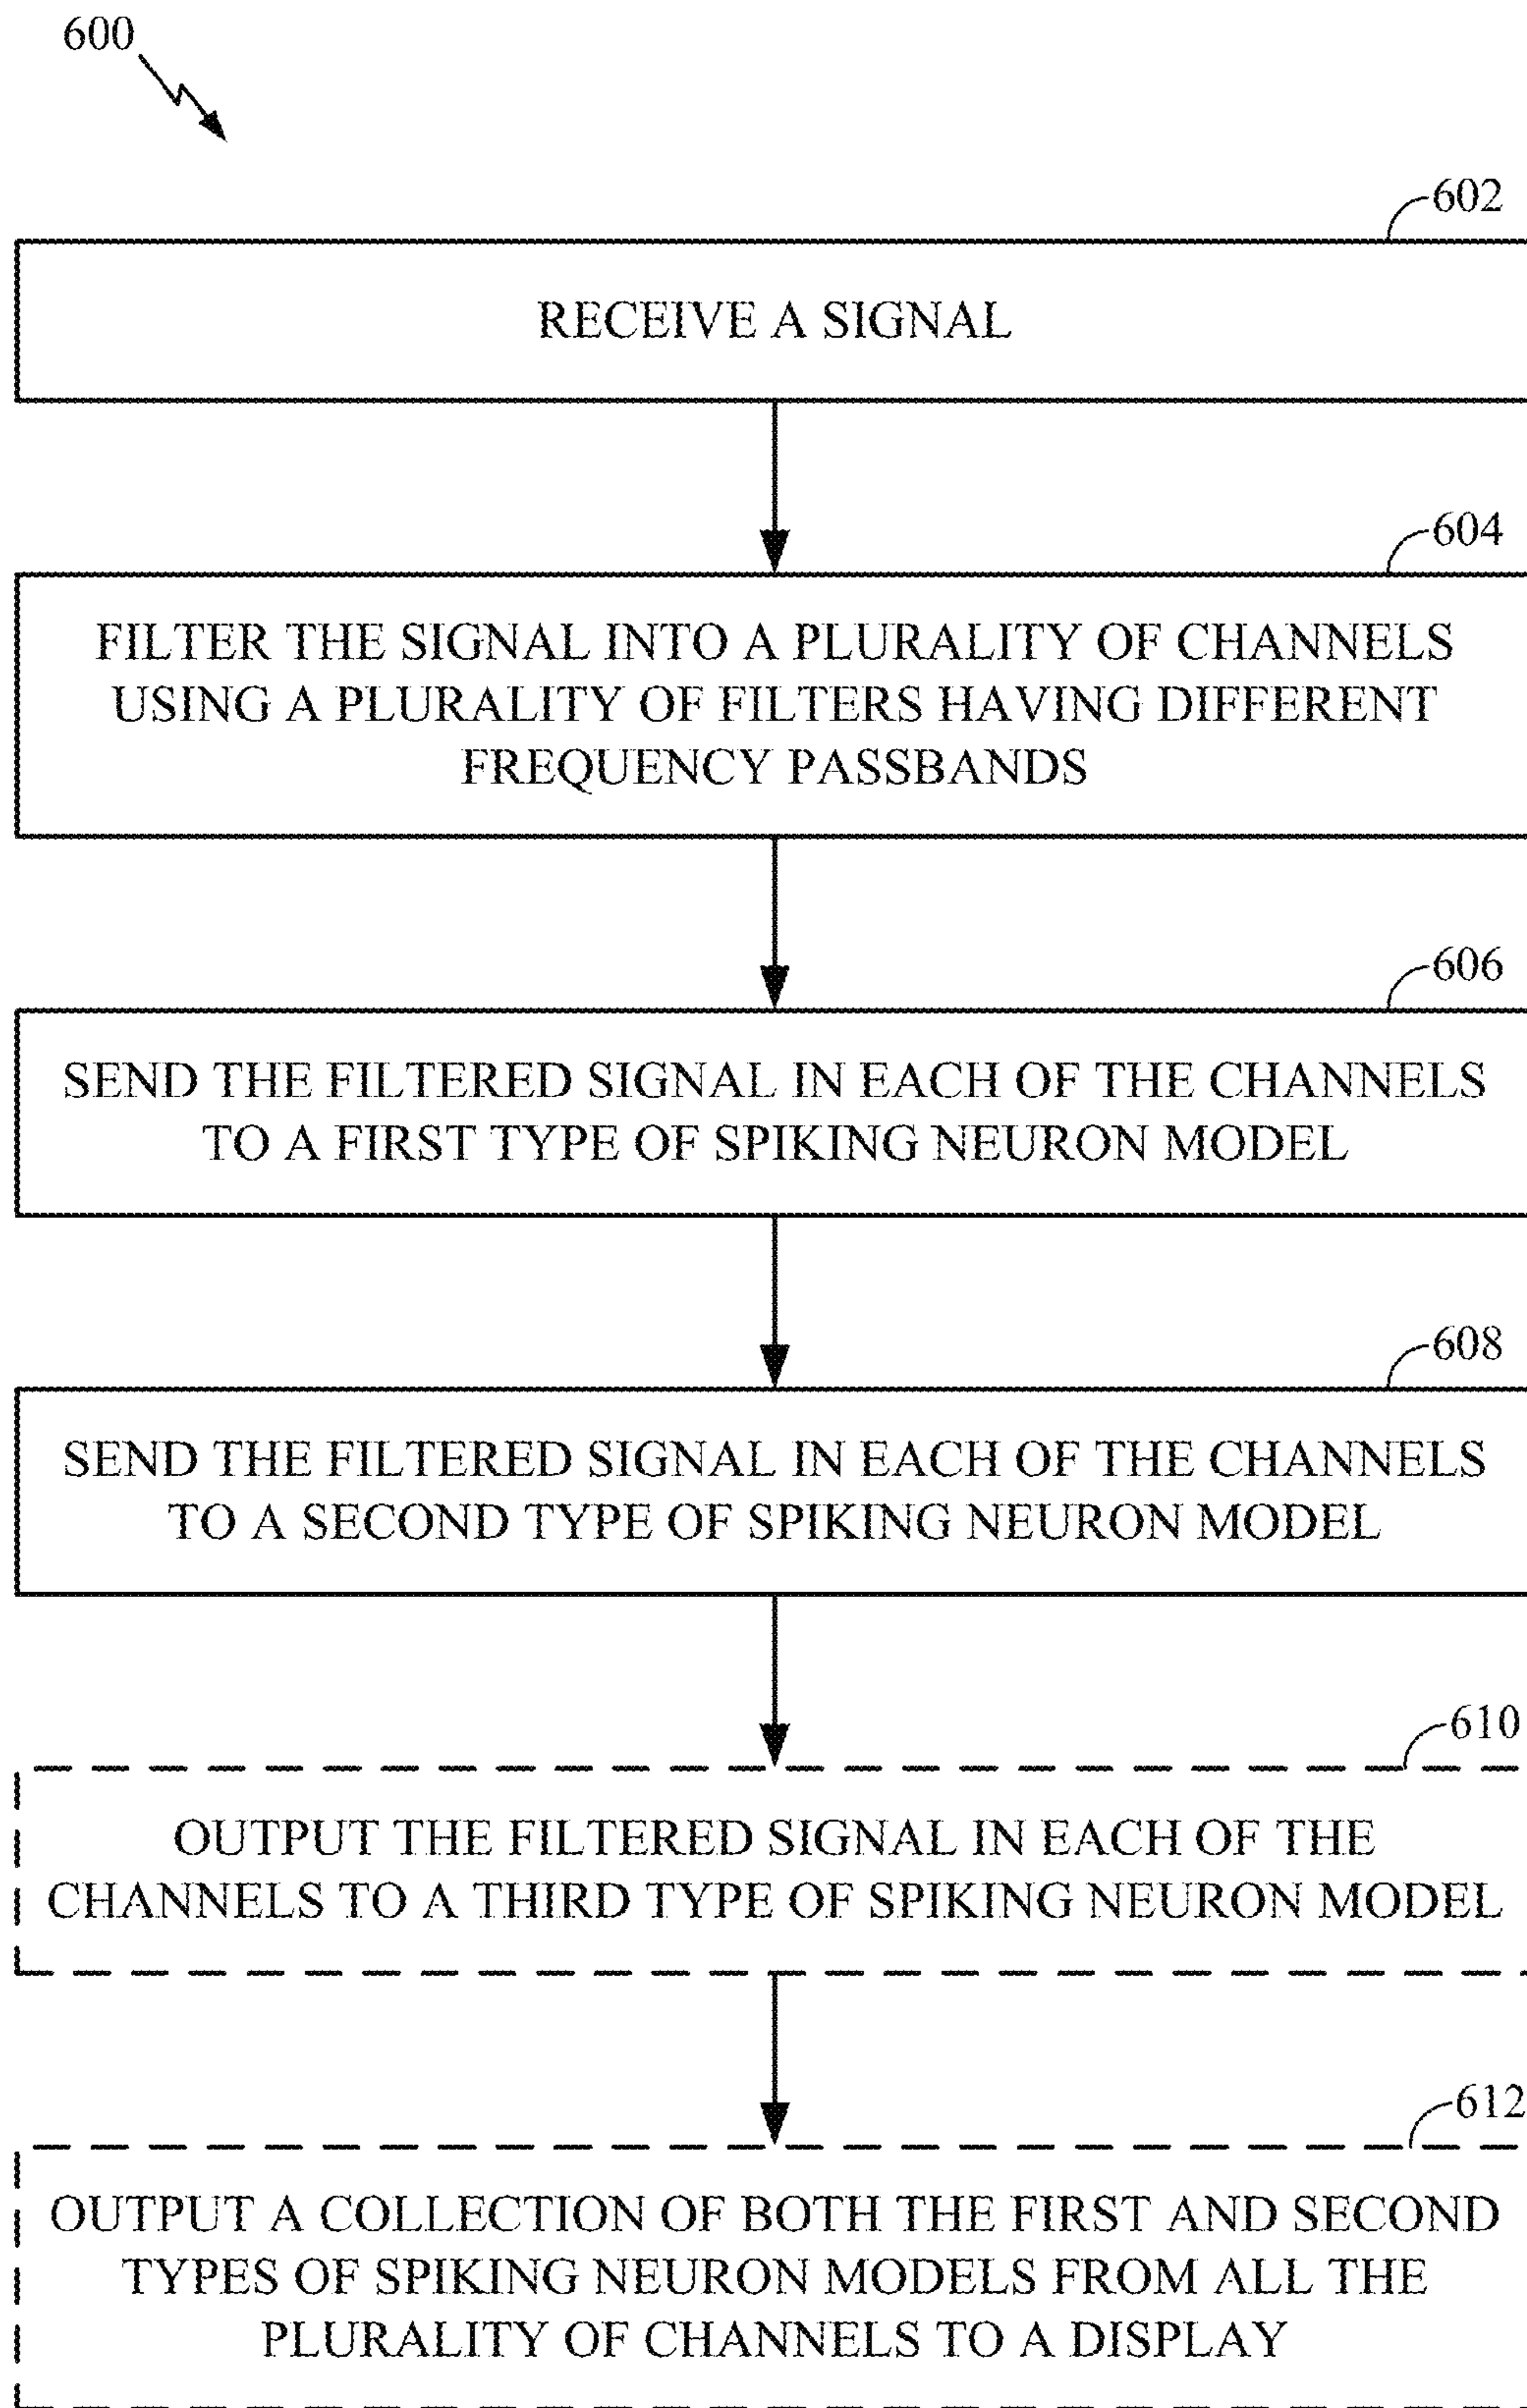 600
602
RECEIVE A SIGNAL
604
FILTER THE SIGNAL INTO A PLURALITY OF CHANNELS
USING A PLURALITY OF FILTERS HAVING DIFFERENT
FREQUENCY PASSBANDS
606
SEND THE FILTERED SIGNAL IN EACH OF THE CHANNELS
TO A FIRST TYPE OF SPIKING NEURON MODEL
608
SEND THE FILTERED SIGNAL IN EACH OF THE CHANNELS
TO A SECOND TYPE OF SPIKING NEURON MODEL
610
OUTPUT THE FILTERED SIGNAL IN EACH OF THE
CHANNELS TO A THIRD TYPE OF SPIKING NEURON MODEL
612
OUTPUT A COLLECTION OF BOTH THE FIRST AND SECOND
TYPES OF SPIKING NEURON MODELS FROM ALL THE
PLURALITY OF CHANNELS TO A DISPLAY